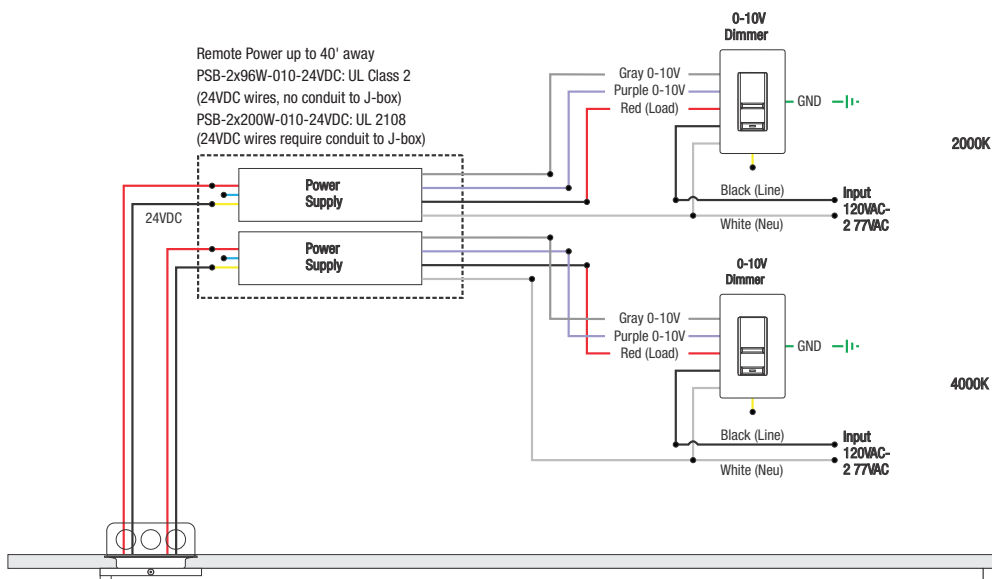 Remote Power up to 40' away
PSB-2x96W-010-24VDC: UL Class 2
(24VDC wires, no conduit to J-box)
PSB-2x200W-010-24VDC: UL 2108
(24VDC wires require conduit to J-box)
Power
Supply
24VDC
Power
Supply
0-10V
Dimmer
Gray 0-10V
Purple 0-10V
Red (Load)
GND
2000K
Black (Line)
White (Neu)
Input
120VAC-
2 77VAC
0-10V
Dimmer
Gray 0-10V
Purple 0-10V
Red (Load)
GND
4000K
Black (Line)
White (Neu)
Input
120VAC-
2 77VAC